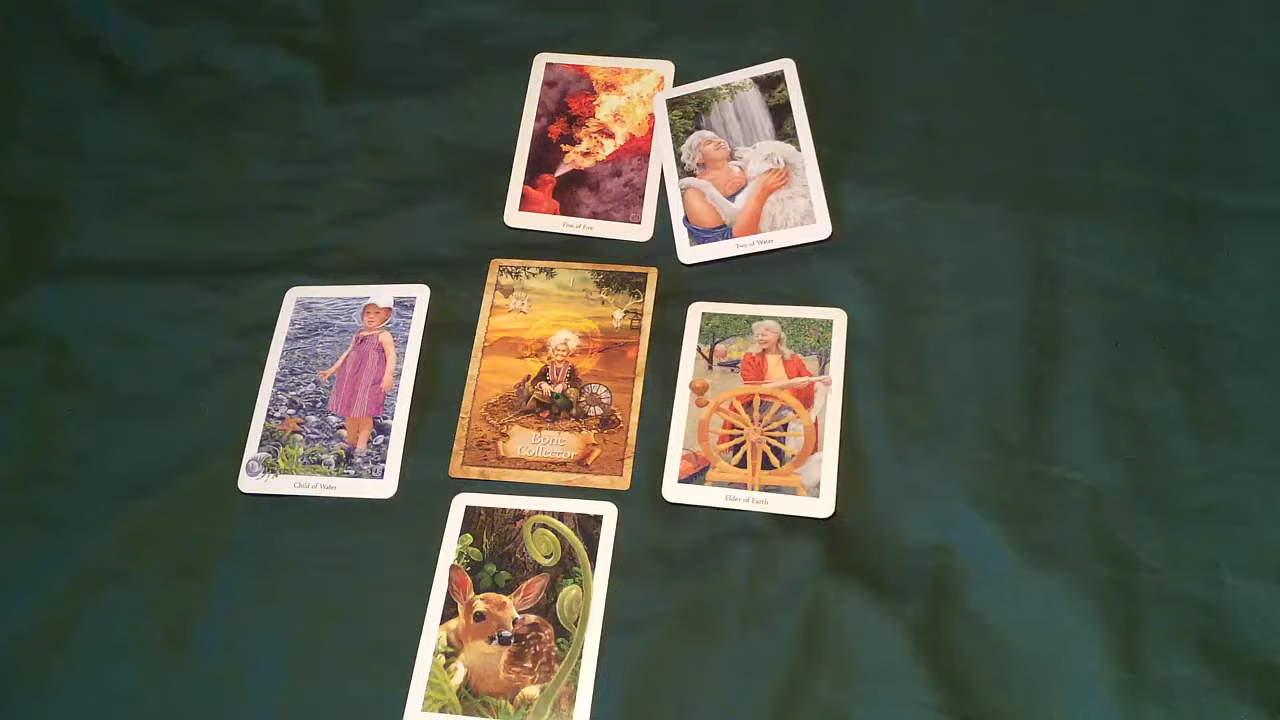 Five of Fire
Two of Water
Bone
Collector
Child of Water
Elder of Earth